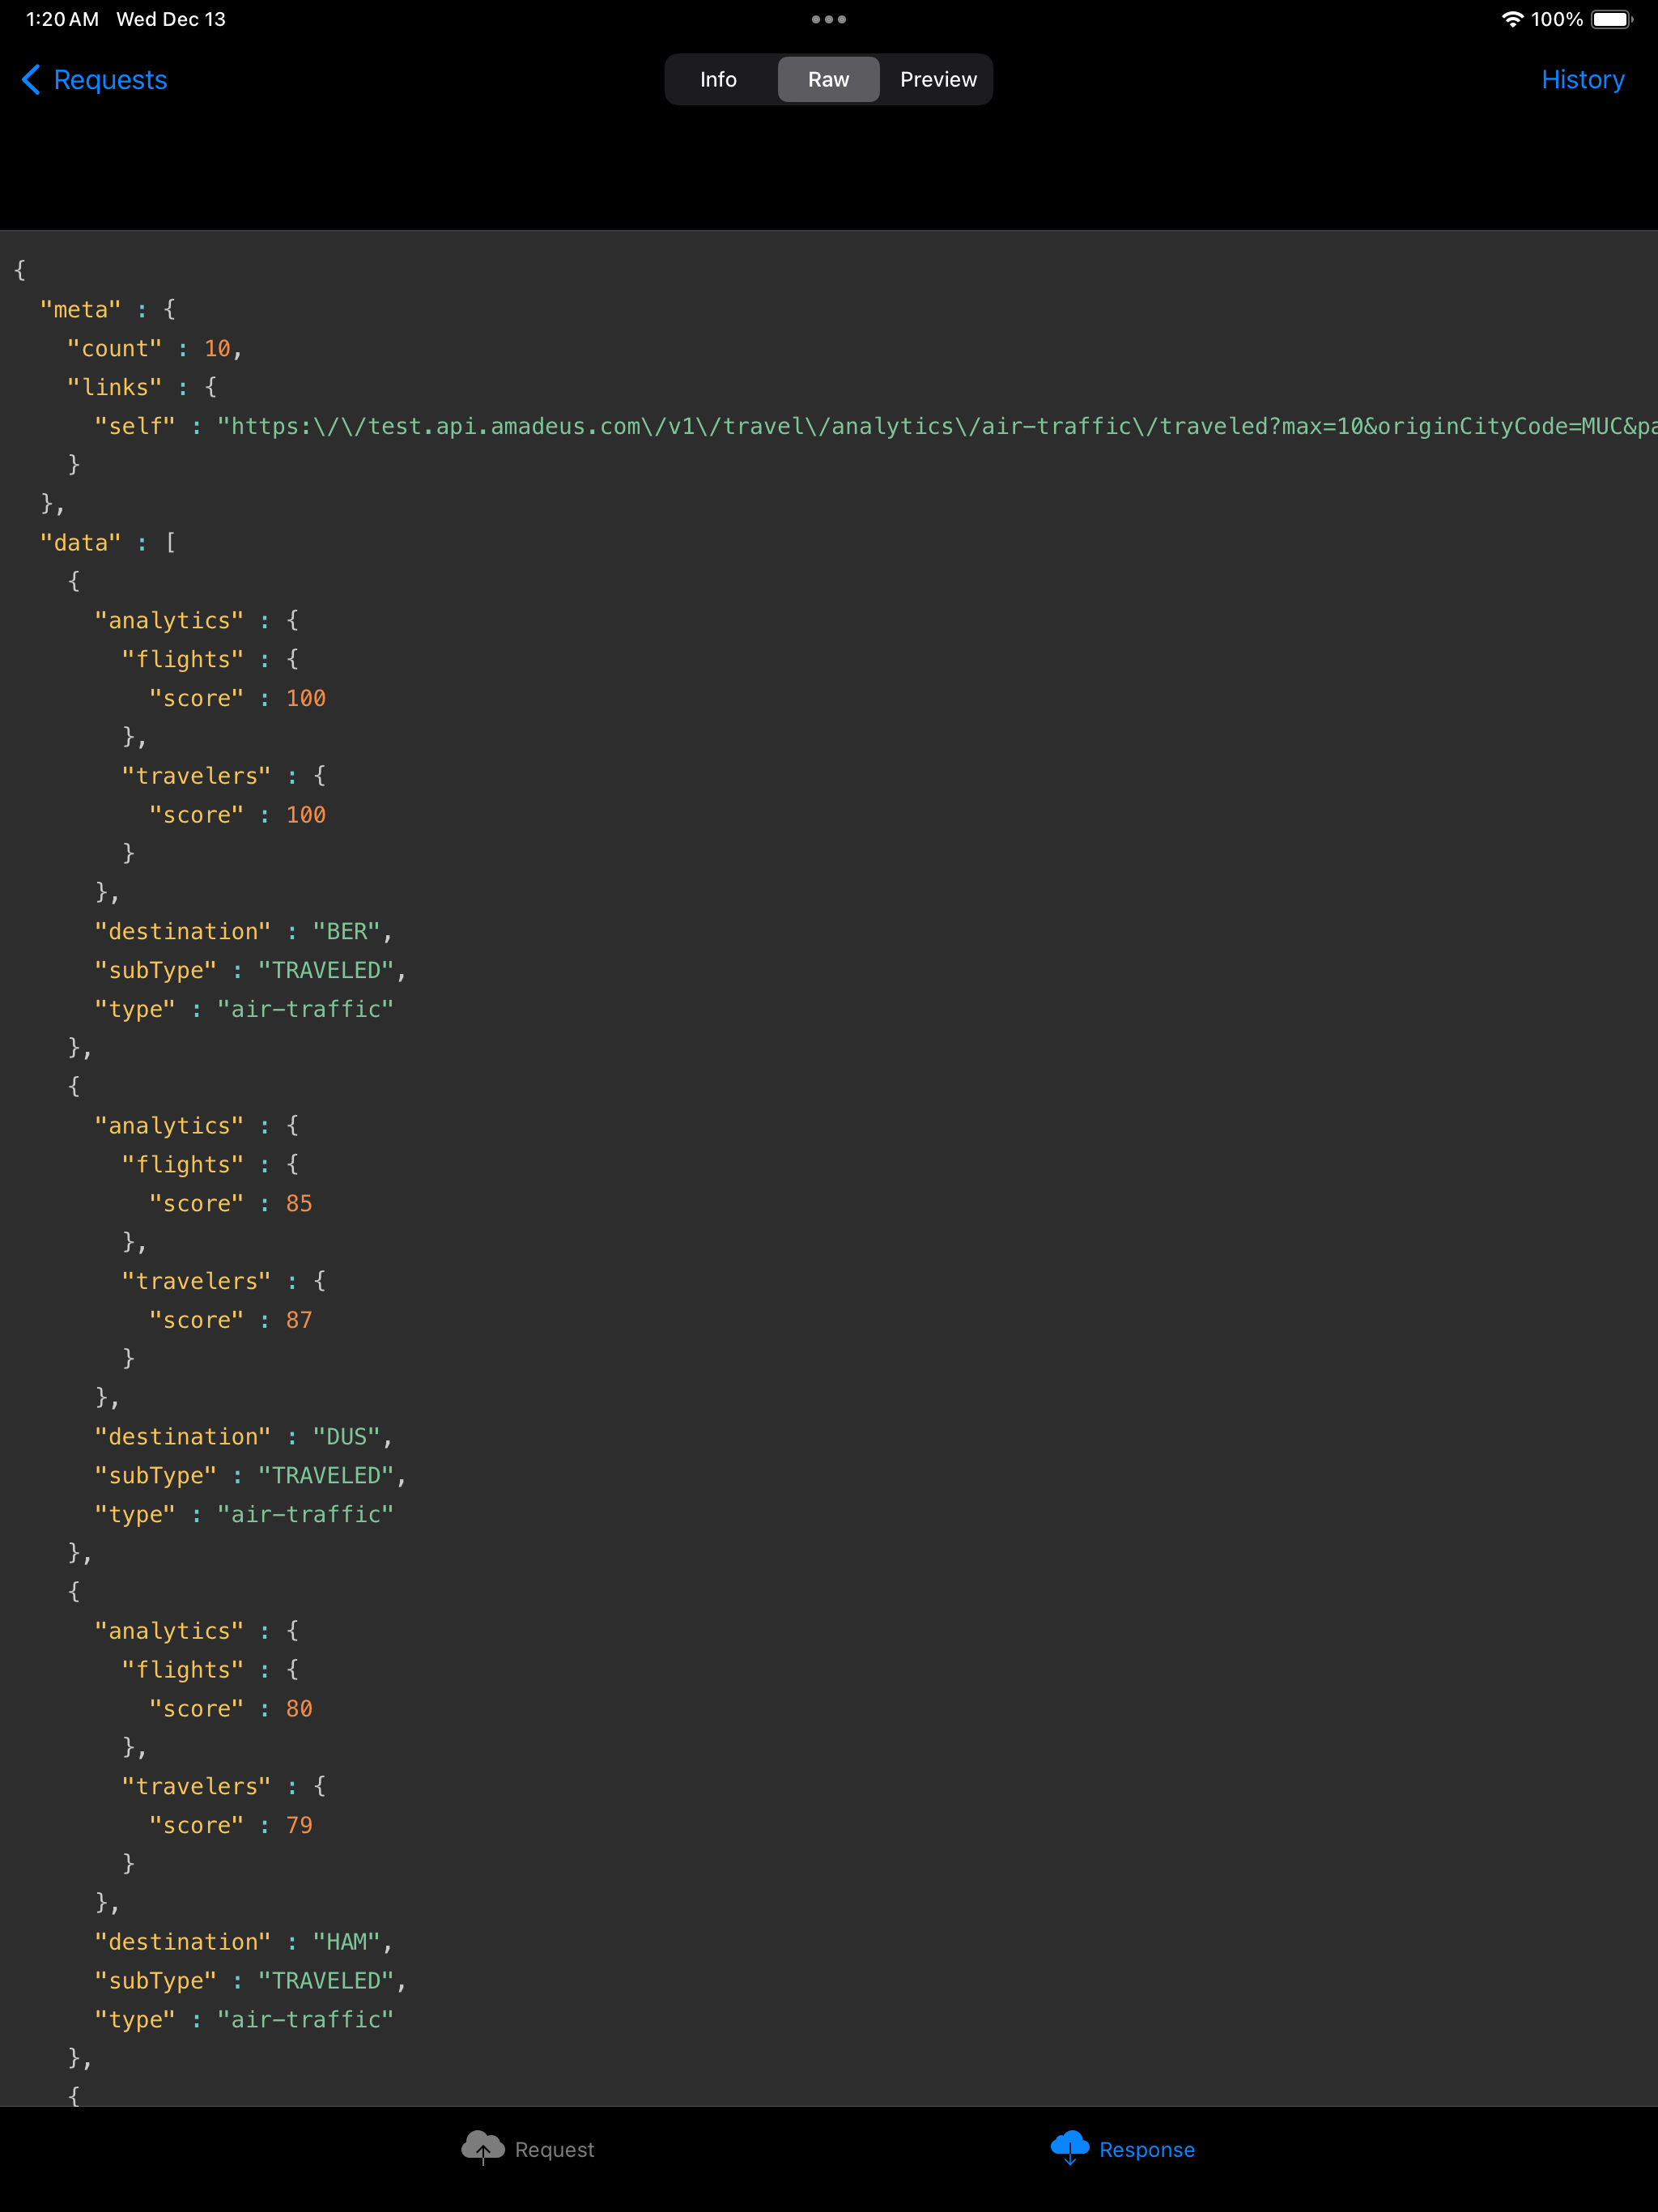 1:20 AM Wed Dec 13
100%
Requests
Info Raw Preview
History
{
  "meta" : {
    "count" : 10,
    "links" : {
      "self" : "https:\/\/test.api.amadeus.com\/v1\/travel\/analytics\/air-traffic\/traveled?max=10&originCityCode=MUC&pa
    }
  },
  "data" : [
    {
      "analytics" : {
        "flights" : {
          "score" : 100
        },
        "travelers" : {
          "score" : 100
        }
      },
      "destination" : "BER",
      "subType" : "TRAVELED",
      "type" : "air-traffic"
    },
    {
      "analytics" : {
        "flights" : {
          "score" : 85
        },
        "travelers" : {
          "score" : 87
        }
      },
      "destination" : "DUS",
      "subType" : "TRAVELED",
      "type" : "air-traffic"
    },
    {
      "analytics" : {
        "flights" : {
          "score" : 80
        },
        "travelers" : {
          "score" : 79
        }
      },
      "destination" : "HAM",
      "subType" : "TRAVELED",
      "type" : "air-traffic"
    },
    {
Request
Response